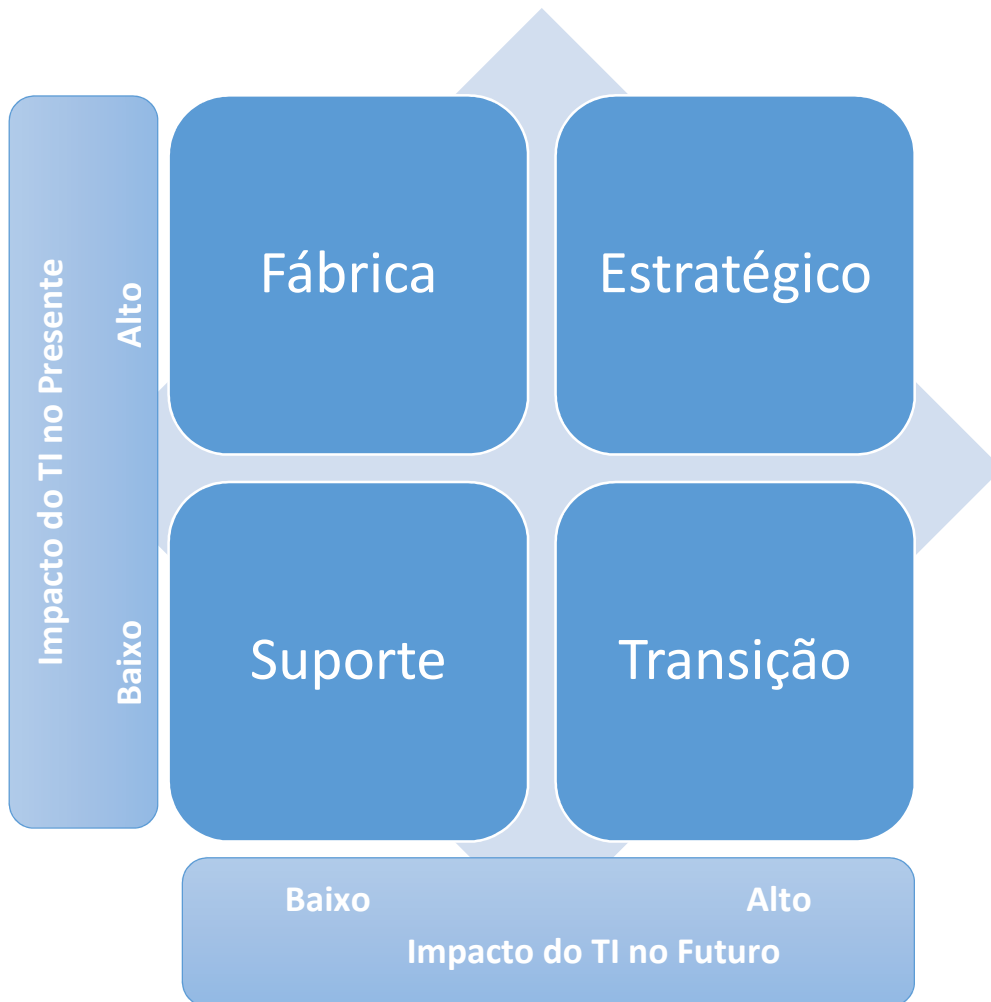 Impacto do TI no Presente
Alto
Baixo
Fábrica
Estratégico
Suporte
Transição
Baixo
Alto
Impacto do TI no Futuro